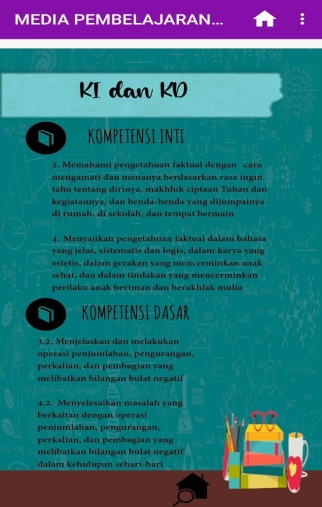 MEDIA PEMBELAJARAN...
KI dan KD
KOMPETENSI INTI
3. Memahami pengetahuan faktual dengan cara
mengamati dan menanya berdasarkan rasa ingin
tahu tentang dirinya, makhluk ciptaan Tuhan dan
kegiatannya, dan benda-benda yang dijumpainya
di rumah, di sekolah, dan tempat bermain
4. Menyajikan pengetahuan faktual dalam bahasa
yang jelas, sistematis dan logis, dalam karya yang
estetis, dalam gerakan yang mencerminkan anak
sehat, dan dalam tindakan yang mencerminkan
perilaku anak beriman dan berakhlak mulia
KOMPETENSI DASAR
3.2. Menjelaskan dan melakukan
operasi penjumlahan, pengurangan,
perkalian, dan pembagian yang
melibatkan bilangan bulat negatif
4.2. Menyelesaikan masalah yang
berkaitan dengan operasi
penjumlahan, pengurangan,
perkalian, dan pembagian yang
melibatkan bilangan bulat negatif
dalam kehidupan sehari-hari